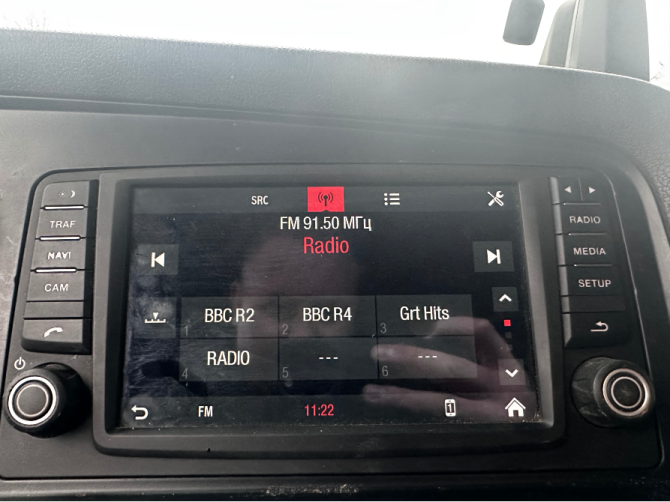 SRC
TRAF
NAVI
CAM
FM 91.50 МГц
Radio
RADIO
MEDIA
SETUP
1 BBC R2
2 BBC R4
3 Grt Hits
4 RADIO
5 ---
6 ---
FM
11:22
1